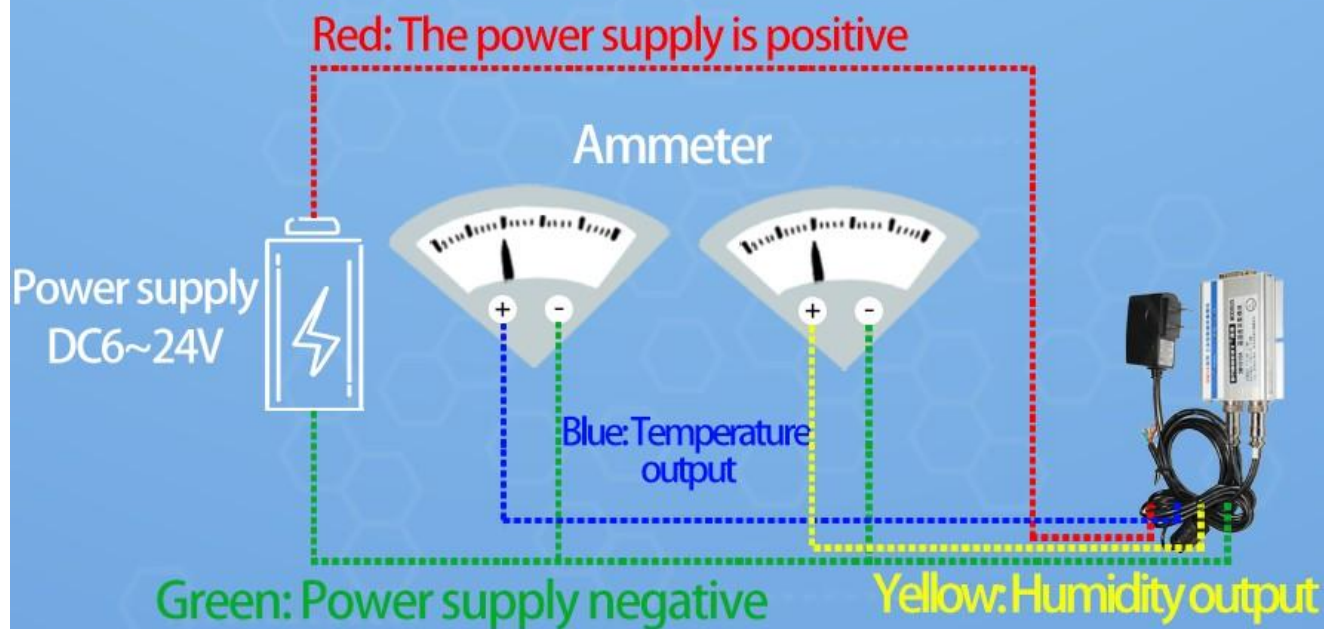 Red: The power supply is positive
Ammeter
Power supply
DC6~24V
+
-
+
-
Blue: Temperature
output
Green: Power supply negative
Yellow: Humidity output